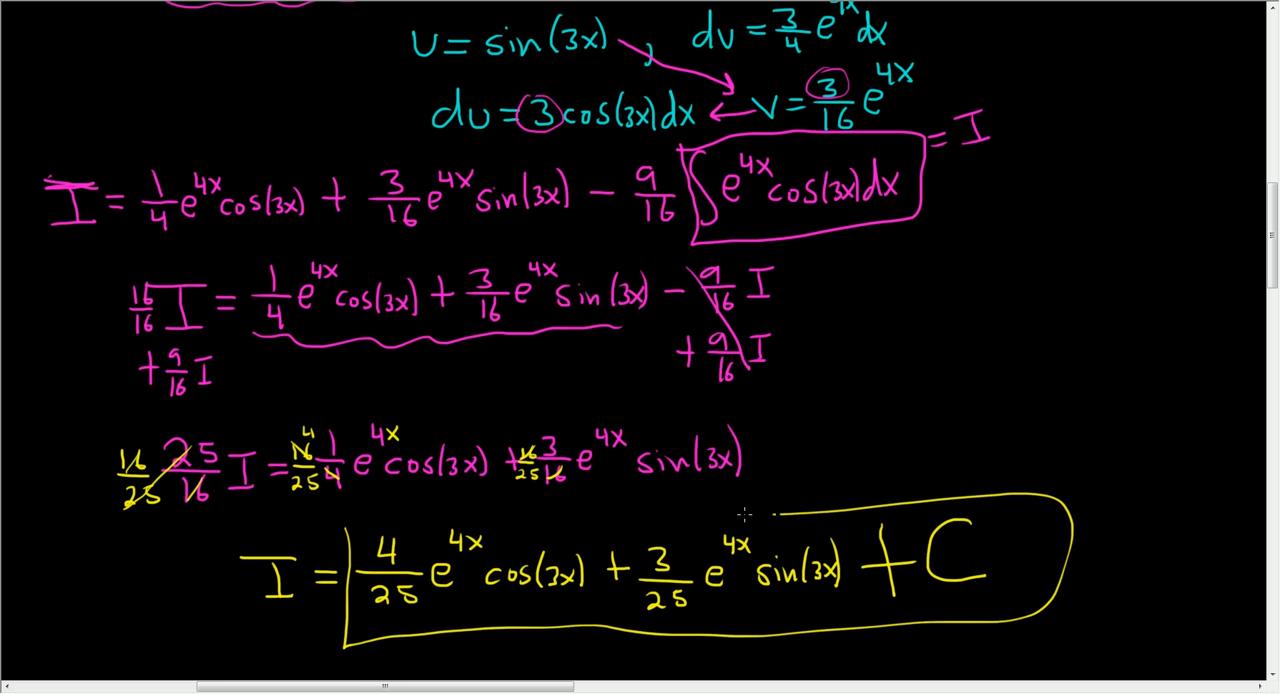 u = sin(3x) , dv = 3/4 e^4x dx
du = 3 cos(3x) dx v = 3/16 e^4x
I = 1/4 e^4x cos(3x) + 3/16 e^4x sin(3x) − 9/16 ∫ e^4x cos(3x) dx = I
16/16 I = 1/4 e^4x cos(3x) + 3/16 e^4x sin(3x) − 9/16 I
+ 9/16 I + 9/16 I
16/25 25/16 I = 16/25 4 1/4 e^4x cos(3x) + 16/25 3/16 e^4x sin(3x)
I = 4/25 e^4x cos(3x) + 3/25 e^4x sin(3x) + C